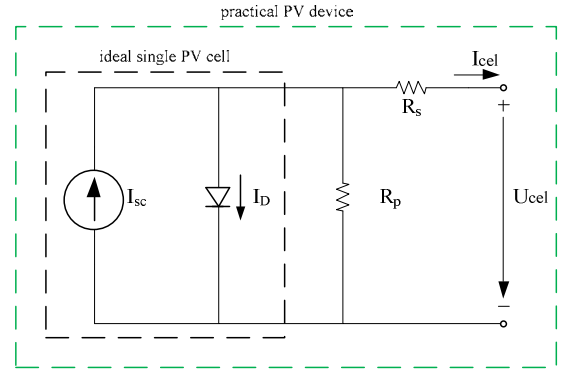 practical PV device
ideal single PV cell
Icel
Rs
+
Isc
ID
Rp
Ucel
−